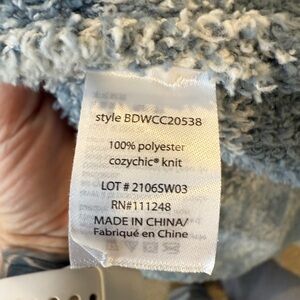 style BDWCC20538
100% polyester
cozychic® knit
LOT # 2106SW03
RN#111248
MADE IN CHINA/
Fabriqué en Chine